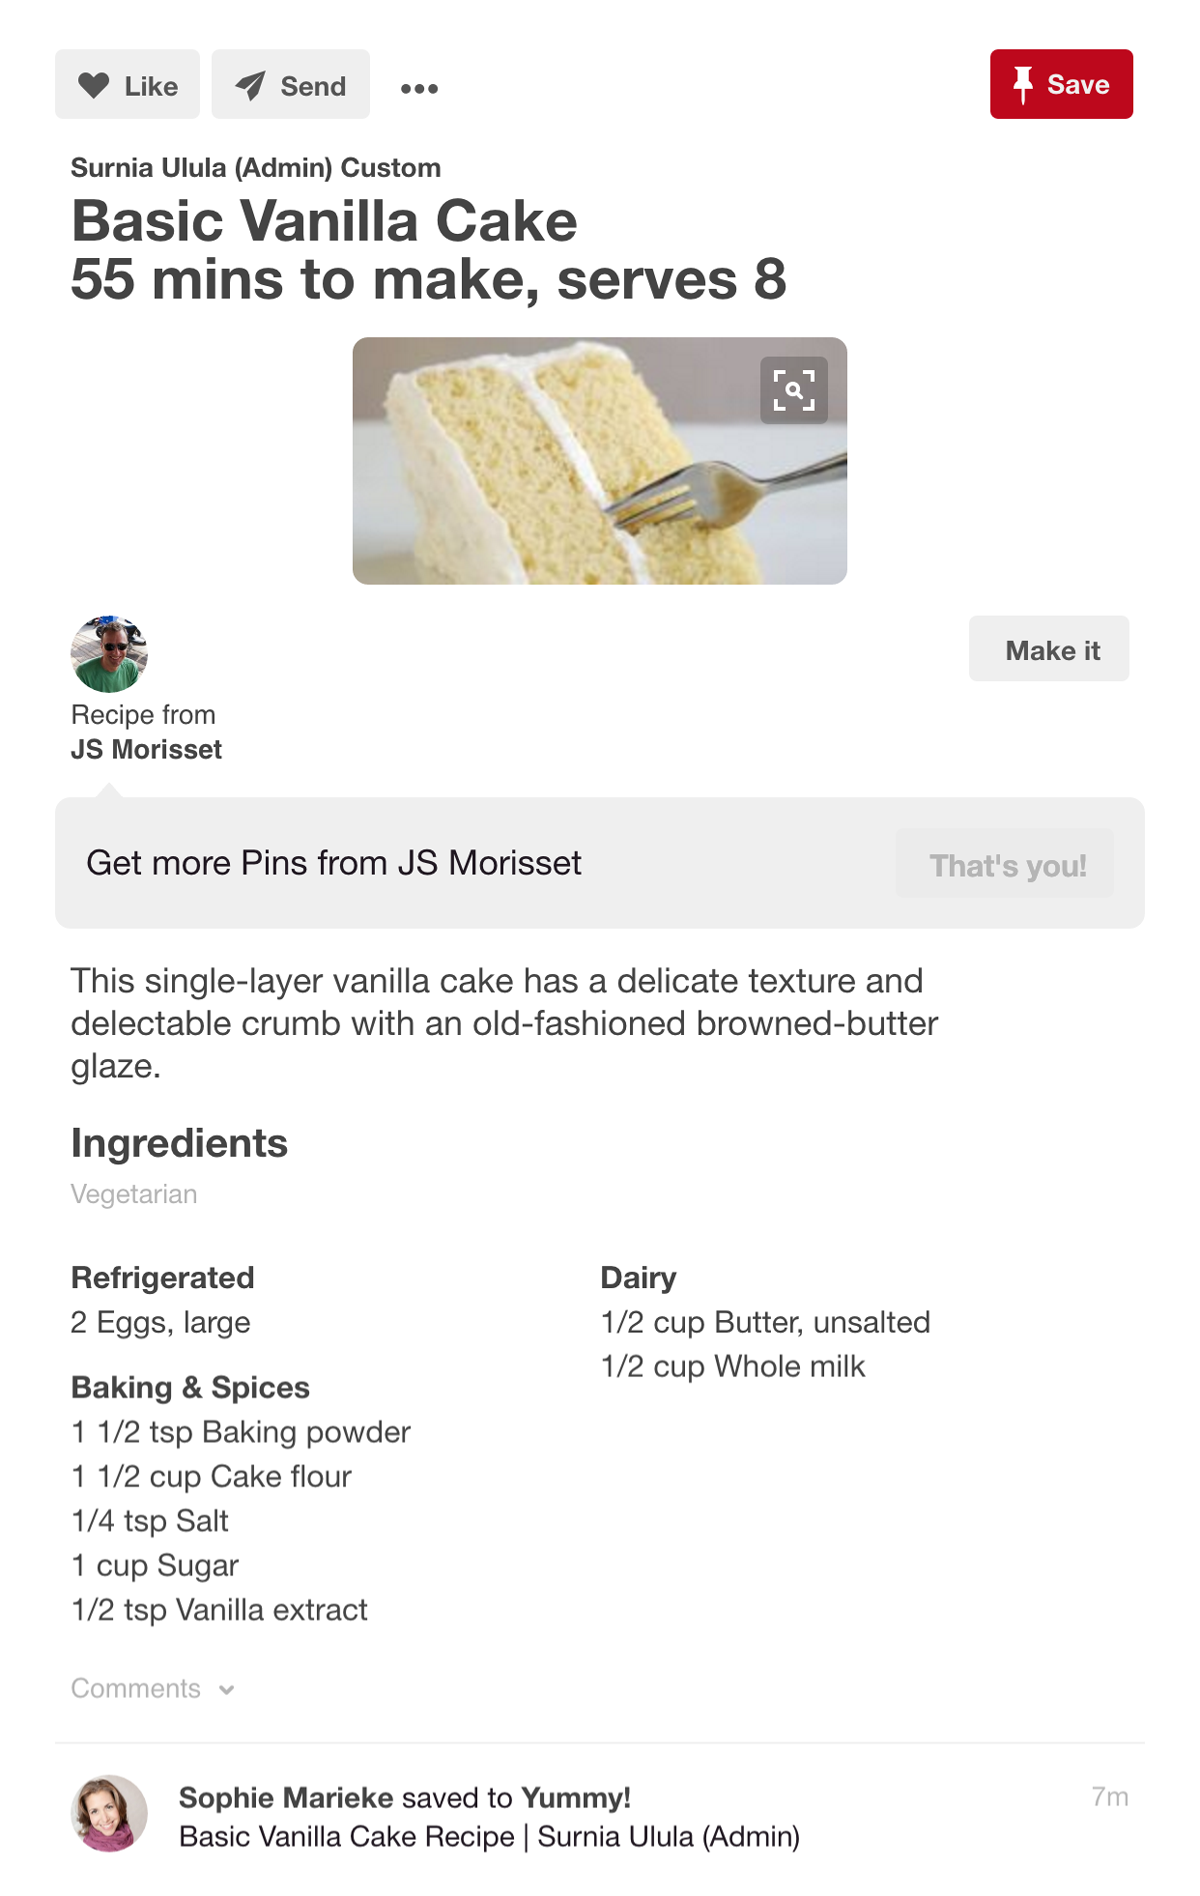 Like
Send
Save
Surnia Ulula (Admin) Custom
Basic Vanilla Cake
55 mins to make, serves 8
Make it
Recipe from
JS Morisset
Get more Pins from JS Morisset
That's you!
This single-layer vanilla cake has a delicate texture and
delectable crumb with an old-fashioned browned-butter
glaze.
Ingredients
Vegetarian
Refrigerated
2 Eggs, large
Baking & Spices
1 1/2 tsp Baking powder
1 1/2 cup Cake flour
1/4 tsp Salt
1 cup Sugar
1/2 tsp Vanilla extract
Dairy
1/2 cup Butter, unsalted
1/2 cup Whole milk
Comments
Sophie Marieke saved to Yummy!
7m
Basic Vanilla Cake Recipe | Surnia Ulula (Admin)